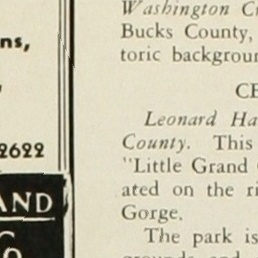 ns,
2622
AND
Washington
Bucks County,
toric backgroun
CE
Leonard Ha
County. This
"Little Grand
ated on the ri
Gorge.
The park is